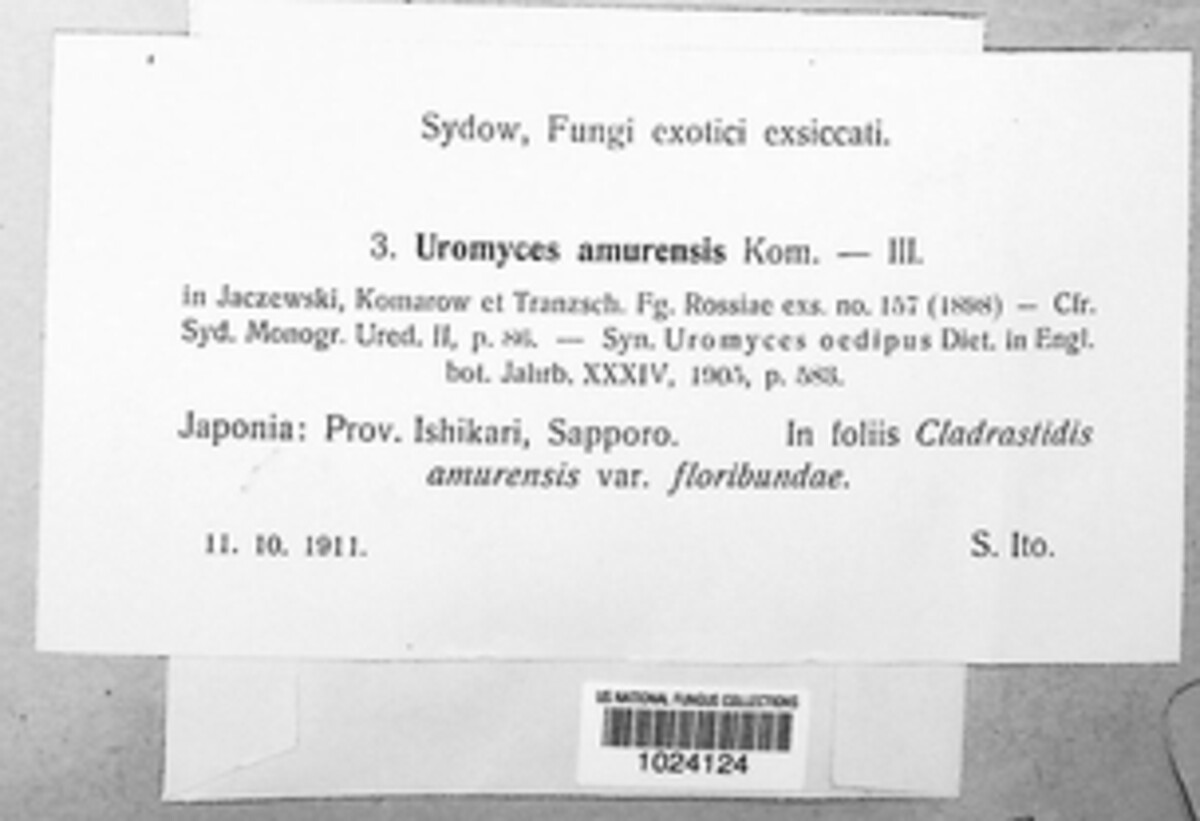 Sydow, Fungi exotici exsiccati.
3. Uromyces amurensis Kom. — III.
in Jaczewski, Komarow et Tranzsch. Fg. Rossiae exs. no. 157 (1898) — Cfr.
Syd. Monogr. Ured. II, p. 86. — Syn. Uromyces oedipus Diet. in Engl.
bot. Jahrb. XXXIV, 1905, p. 583.
Japonia: Prov. Ishikari, Sapporo. In foliis Cladrastidis
amurensis var. floribundae.
11. 10. 1911. S. Ito.
US NATIONAL FUNGUS COLLECTIONS
1024124